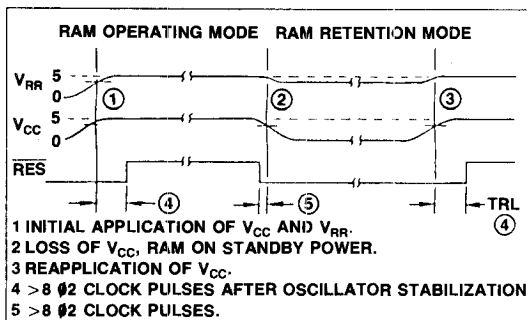 RAM OPERATING MODE RAM RETENTION MODE
VRR 5
0
① ② ③
VCC 5
0
RES
④ ⑤ TRL
④
1 INITIAL APPLICATION OF VCC AND VRR.
2 LOSS OF VCC, RAM ON STANDBY POWER.
3 REAPPLICATION OF VCC.
4 >8 ϕ2 CLOCK PULSES AFTER OSCILLATOR STABILIZATION
5 >8 ϕ2 CLOCK PULSES.